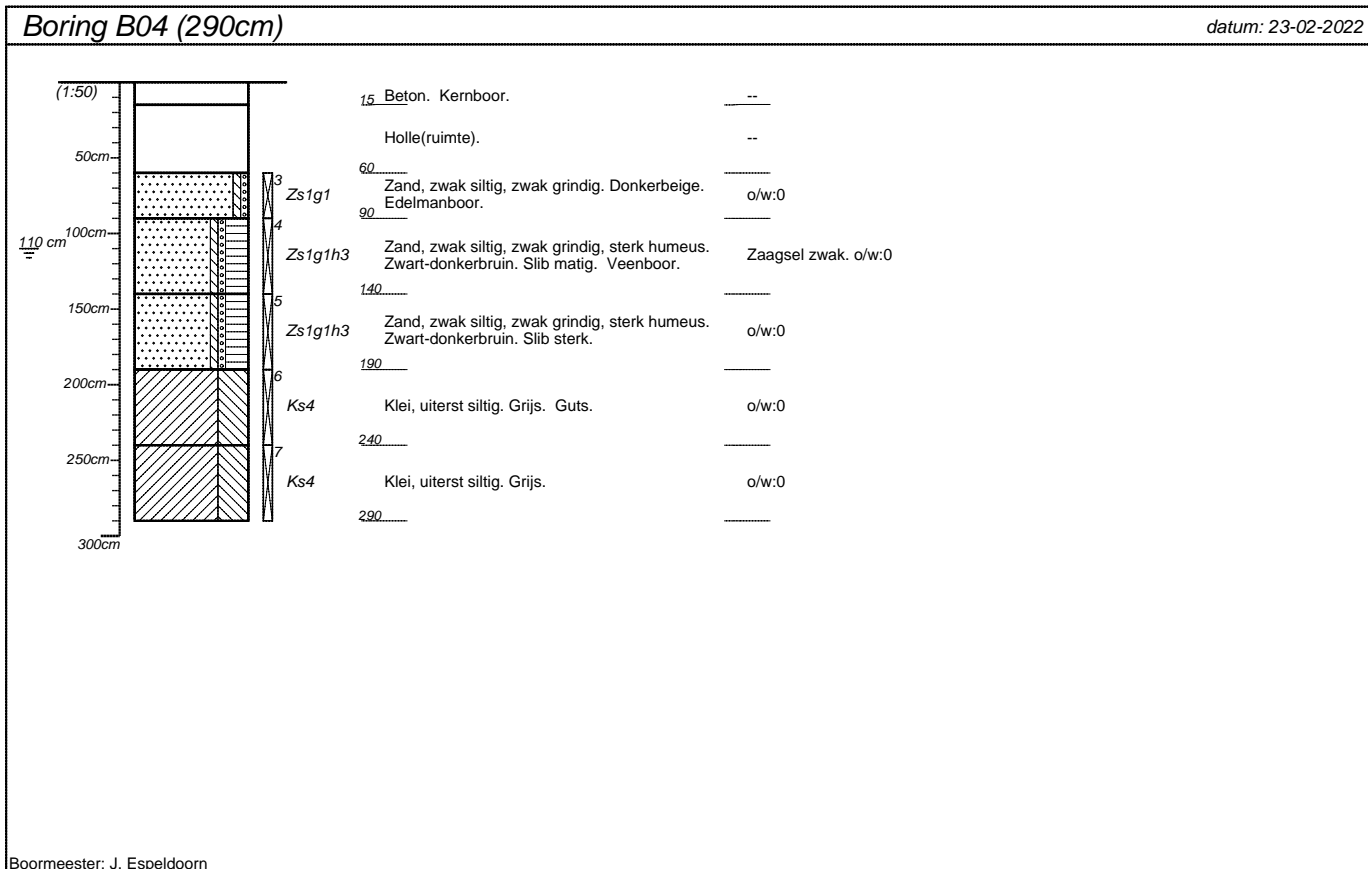 Boring B04 (290cm)
datum: 23-02-2022
(1:50)
15 Beton. Kernboor. --
Holle(ruimte). --
50cm
60
3
Zs1g1
Zand, zwak siltig, zwak grindig. Donkerbeige.
Edelmanboor.
o/w:0
90
4
100cm
110 cm
Zs1g1h3
Zand, zwak siltig, zwak grindig, sterk humeus.
Zwart-donkerbruin. Slib matig. Veenboor.
Zaagsel zwak. o/w:0
140
5
150cm
Zs1g1h3
Zand, zwak siltig, zwak grindig, sterk humeus.
Zwart-donkerbruin. Slib sterk.
o/w:0
190
6
200cm
Ks4
Klei, uiterst siltig. Grijs. Guts.
o/w:0
240
7
250cm
Ks4
Klei, uiterst siltig. Grijs.
o/w:0
290
300cm
Boormeester: J. Espeldoorn